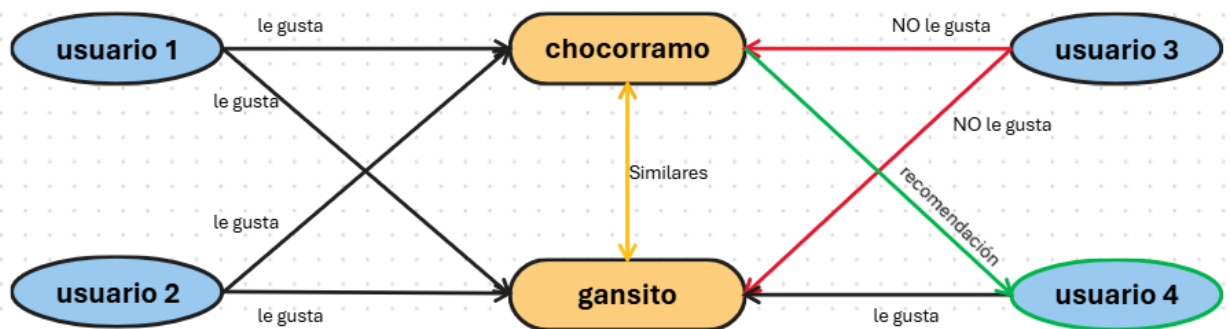 le gusta
NO le gusta
usuario 1
chocorramo
usuario 3
le gusta
NO le gusta
Similares
recomendación
le gusta
usuario 2
gansito
usuario 4
le gusta
le gusta